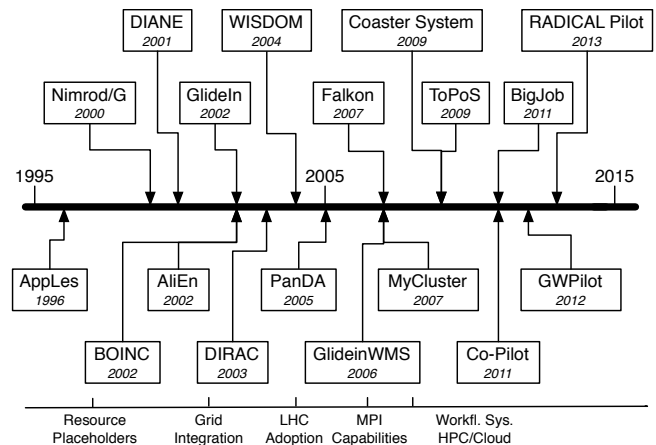 DIANE
2001
WISDOM
2004
Coaster System
2009
RADICAL Pilot
2013
Nimrod/G
2000
GlideIn
2002
Falkon
2007
ToPoS
2009
BigJob
2011
1995
2005
2015
AppLes
1996
AliEn
2002
PanDA
2005
MyCluster
2007
GWPilot
2012
BOINC
2002
DIRAC
2003
GlideinWMS
2006
Co-Pilot
2011
Resource
Placeholders
Grid
Integration
LHC
Adoption
MPI
Capabilities
Workfl. Sys.
HPC/Cloud